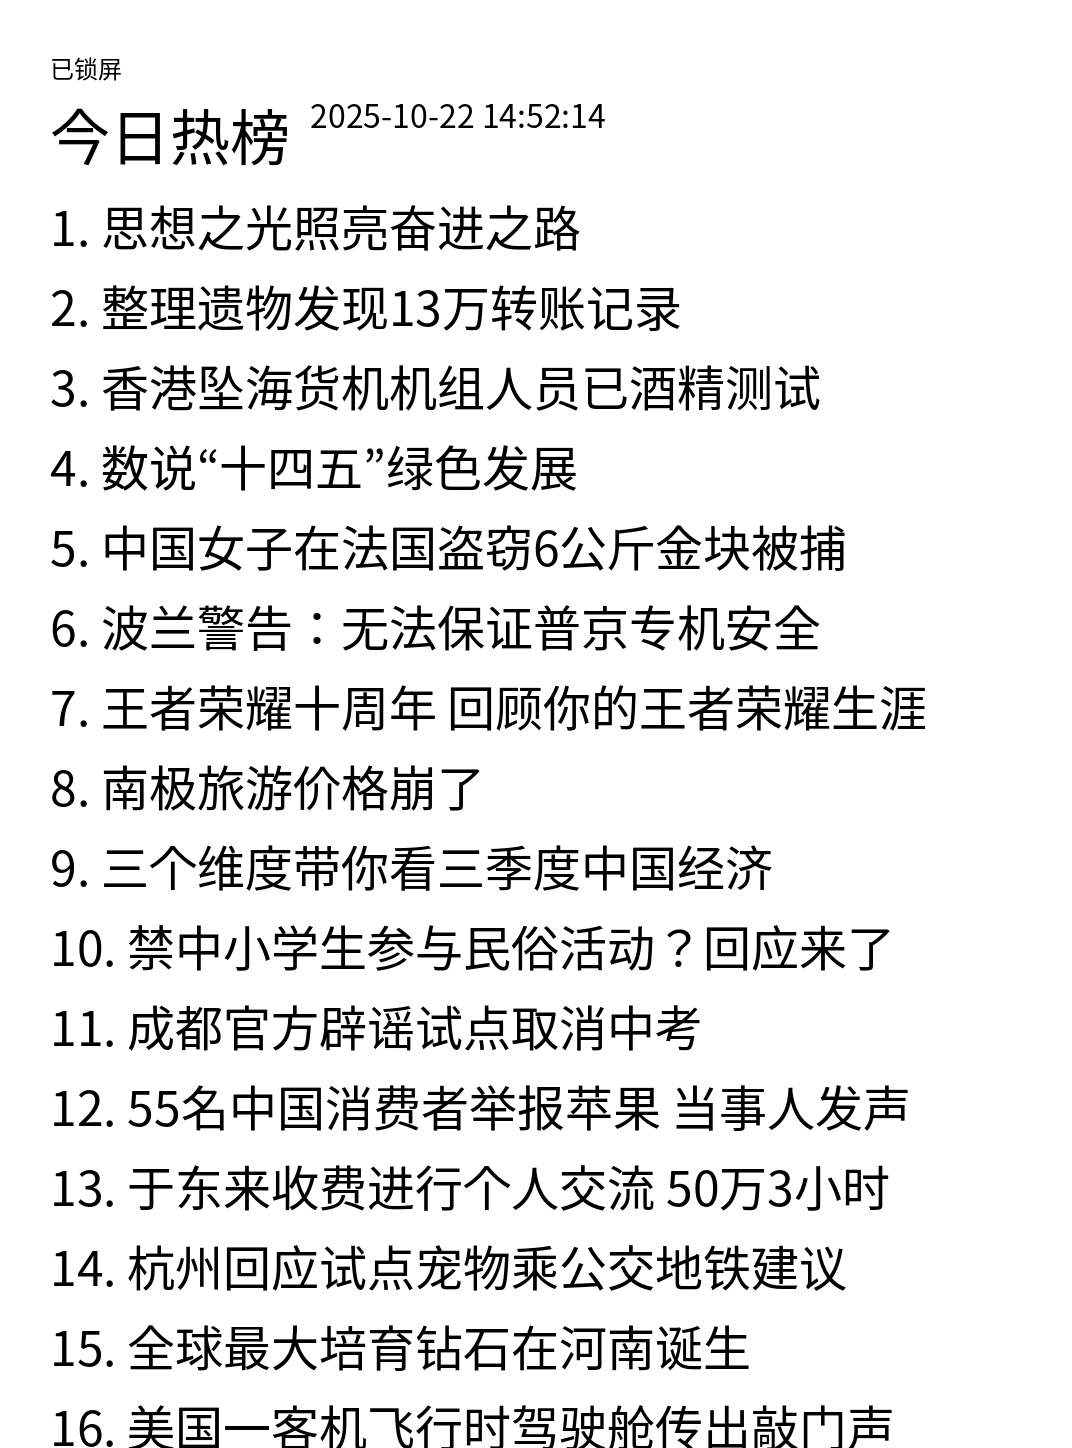 已锁屏
今日热榜 2025-10-22 14:52:14
1. 思想之光照亮奋进之路
2. 整理遗物发现13万转账记录
3. 香港坠海货机机组人员已酒精测试
4. 数说“十四五”绿色发展
5. 中国女子在法国盗窃6公斤金块被捕
6. 波兰警告：无法保证普京专机安全
7. 王者荣耀十周年 回顾你的王者荣耀生涯
8. 南极旅游价格崩了
9. 三个维度带你看三季度中国经济
10. 禁中小学生参与民俗活动？回应来了
11. 成都官方辟谣试点取消中考
12. 55名中国消费者举报苹果 当事人发声
13. 于东来收费进行个人交流 50万3小时
14. 杭州回应试点宠物乘公交地铁建议
15. 全球最大培育钻石在河南诞生
16. 美国一客机飞行时驾驶舱传出敲门声